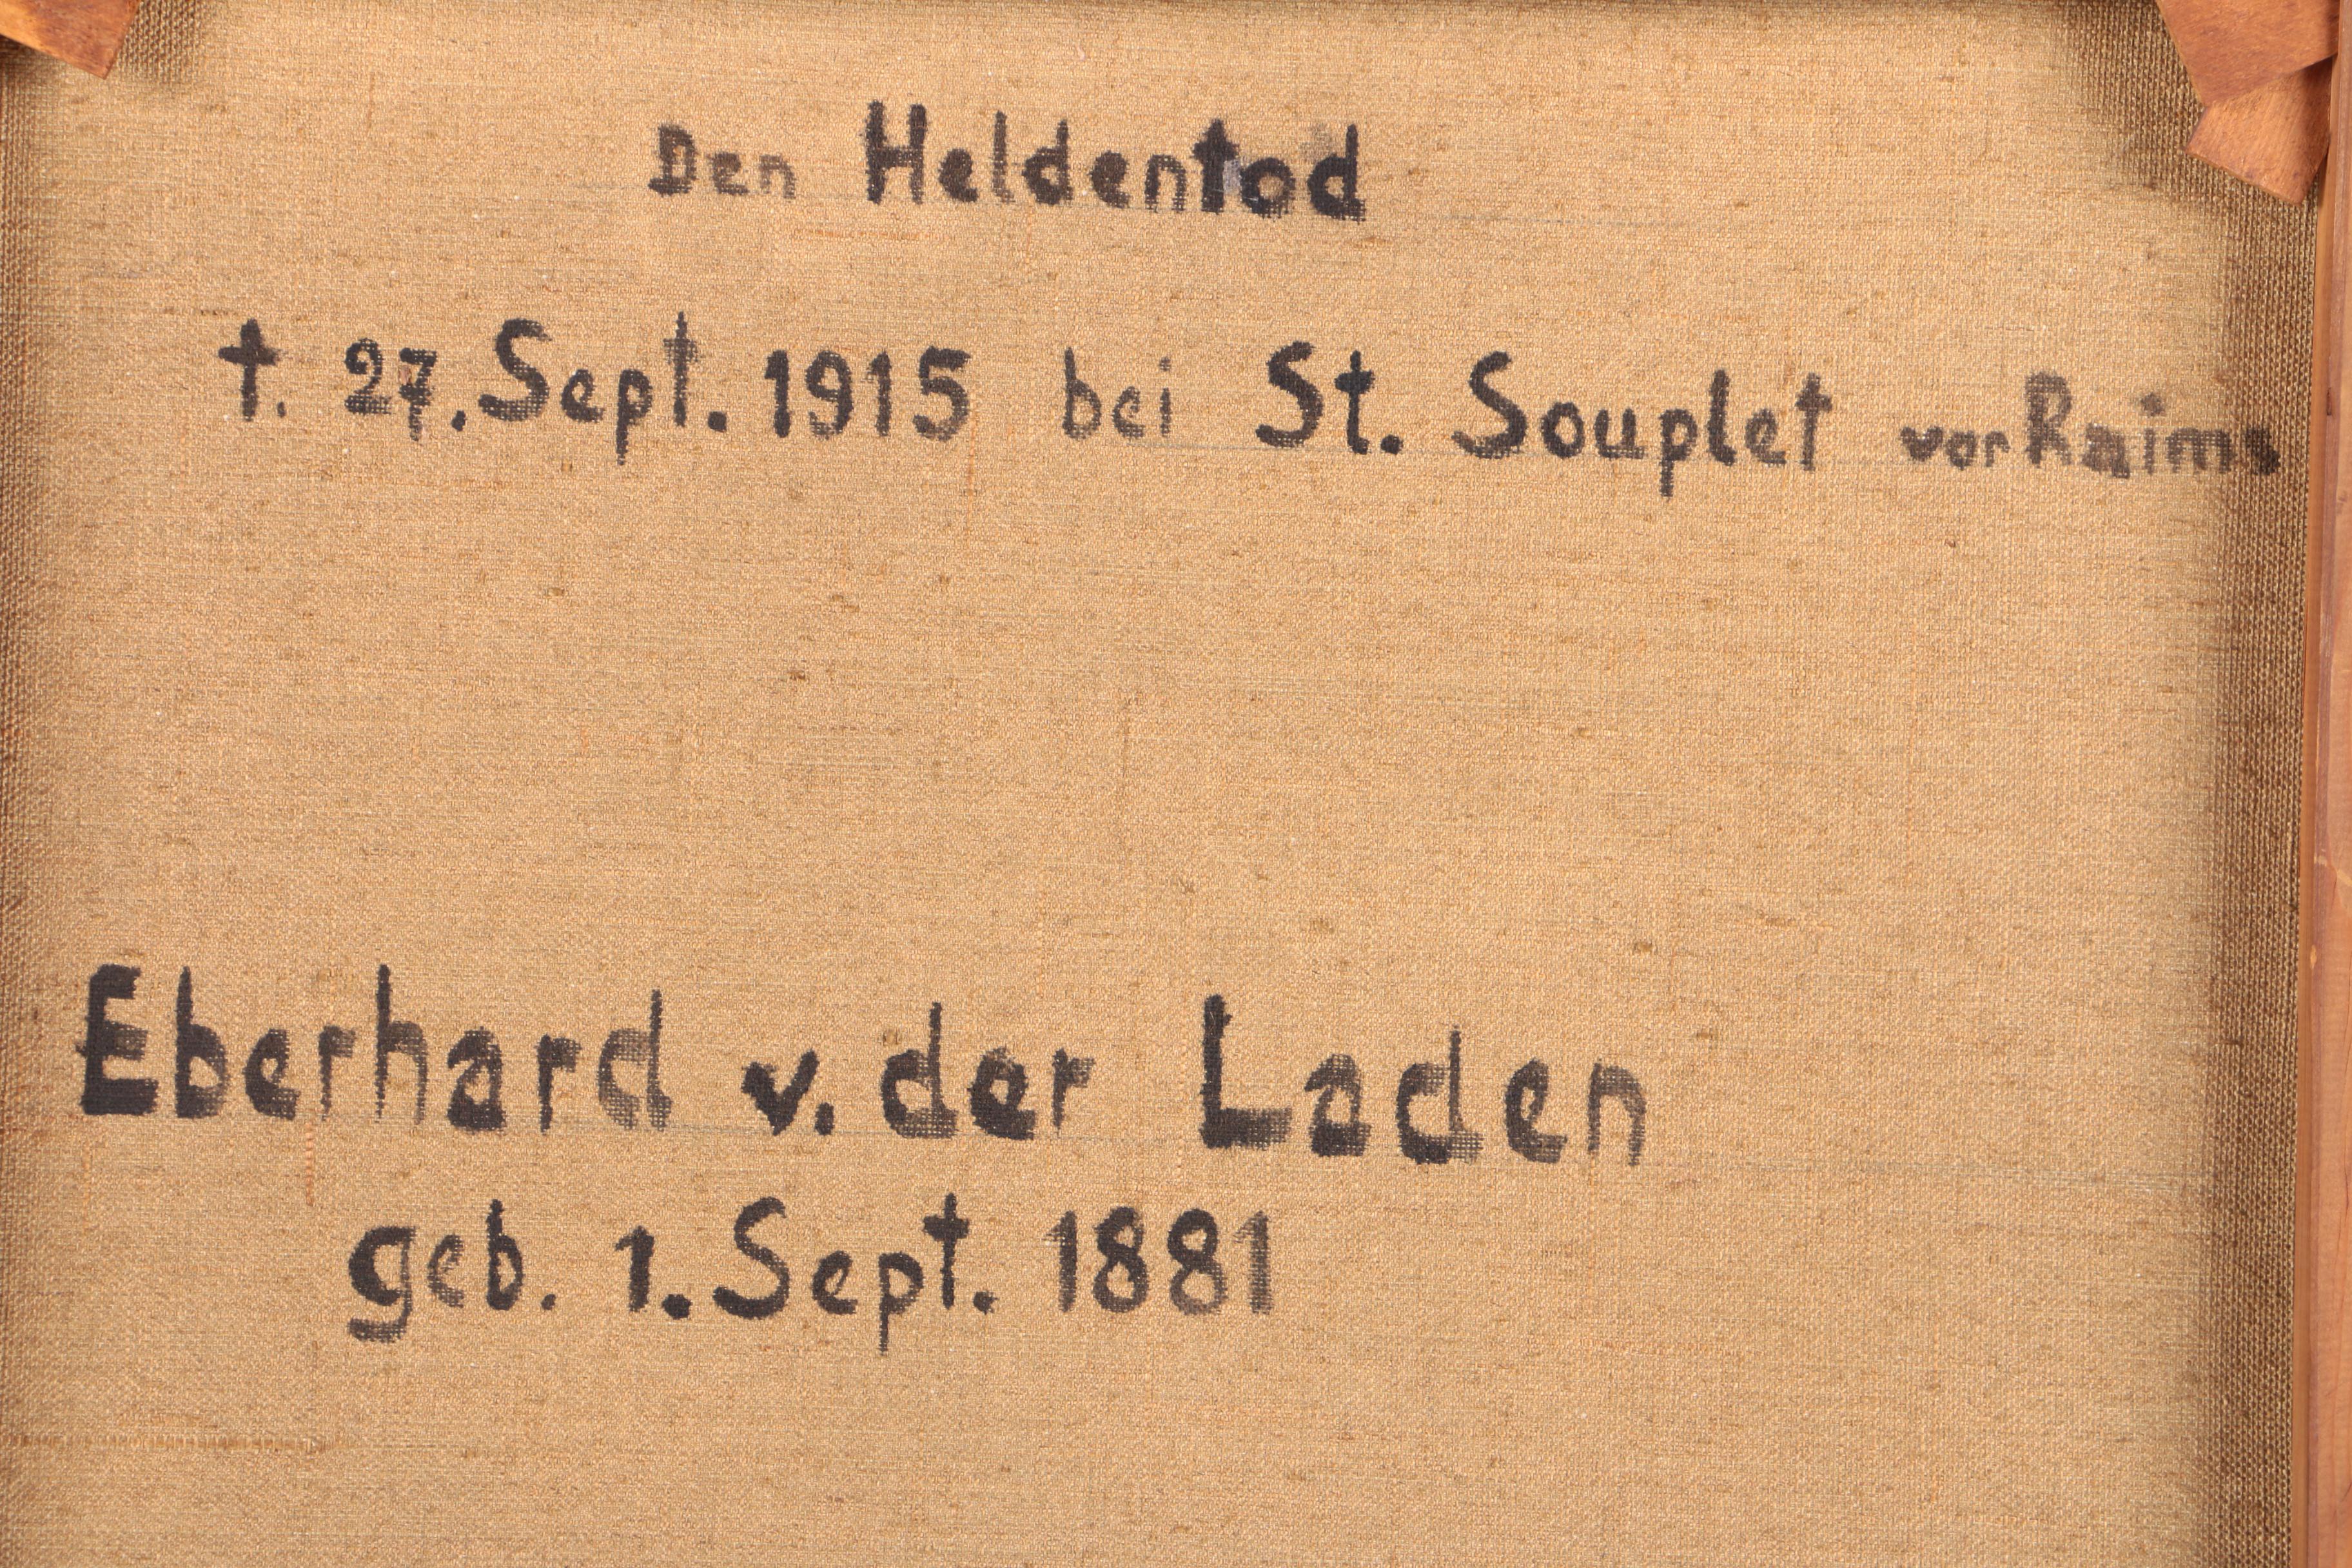 Den Heldentod
†. 27. Sept. 1915 bei St. Souplet vor Raims
Eberhard v. der Laden
geb. 1. Sept. 1881